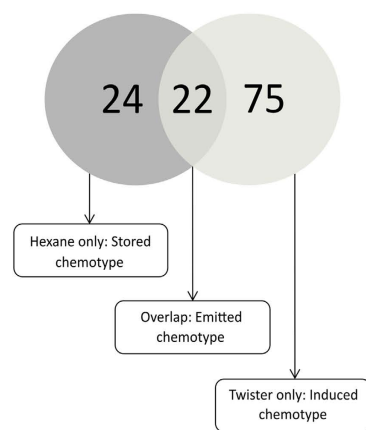 24 22 75
Hexane only: Stored
chemotype
Overlap: Emitted
chemotype
Twister only: Induced
chemotype